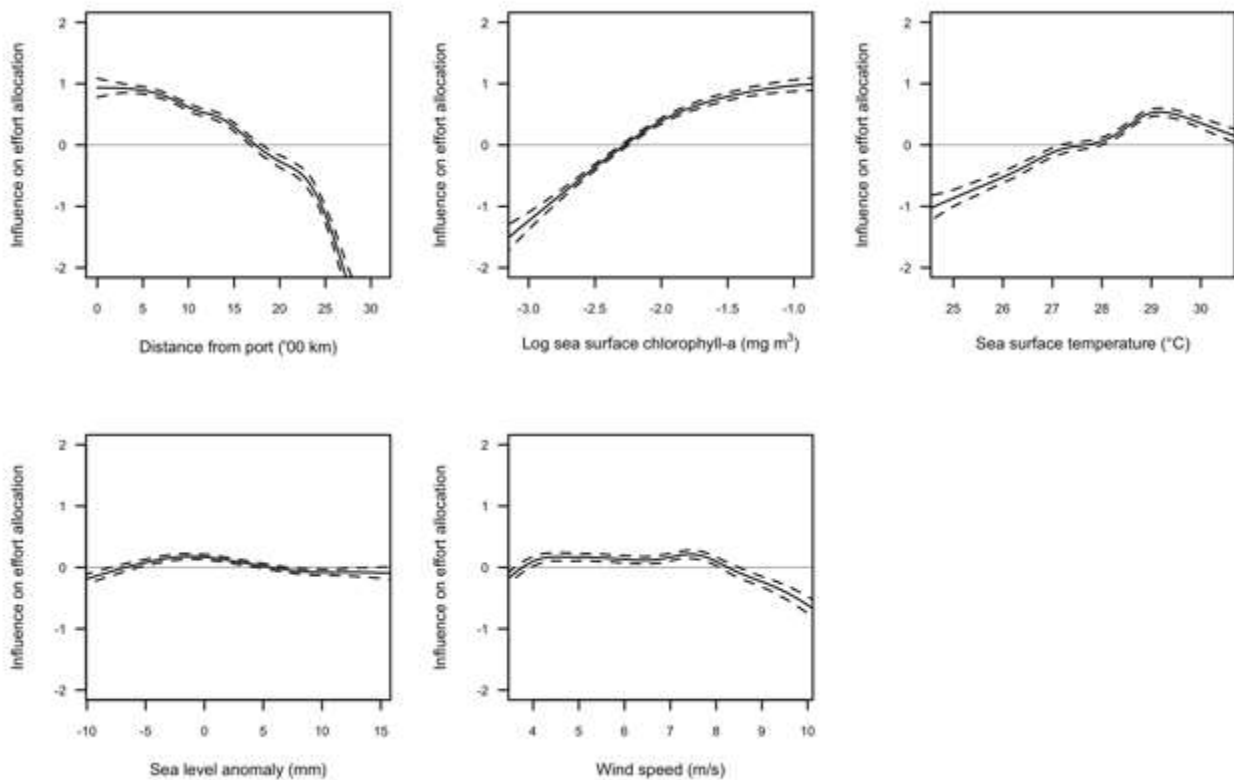 Influence on effort allocation
2
1
0
-1
-2
0 5 10 15 20 25 30
Distance from port ('00 km)
Influence on effort allocation
2
1
0
-1
-2
-3.0 -2.5 -2.0 -1.5 -1.0
Log sea surface chlorophyll-a (mg m³)
Influence on effort allocation
2
1
0
-1
-2
25 26 27 28 29 30
Sea surface temperature (°C)
Influence on effort allocation
2
1
0
-1
-2
-10 -5 0 5 10 15
Sea level anomaly (mm)
Influence on effort allocation
2
1
0
-1
-2
4 5 6 7 8 9 10
Wind speed (m/s)